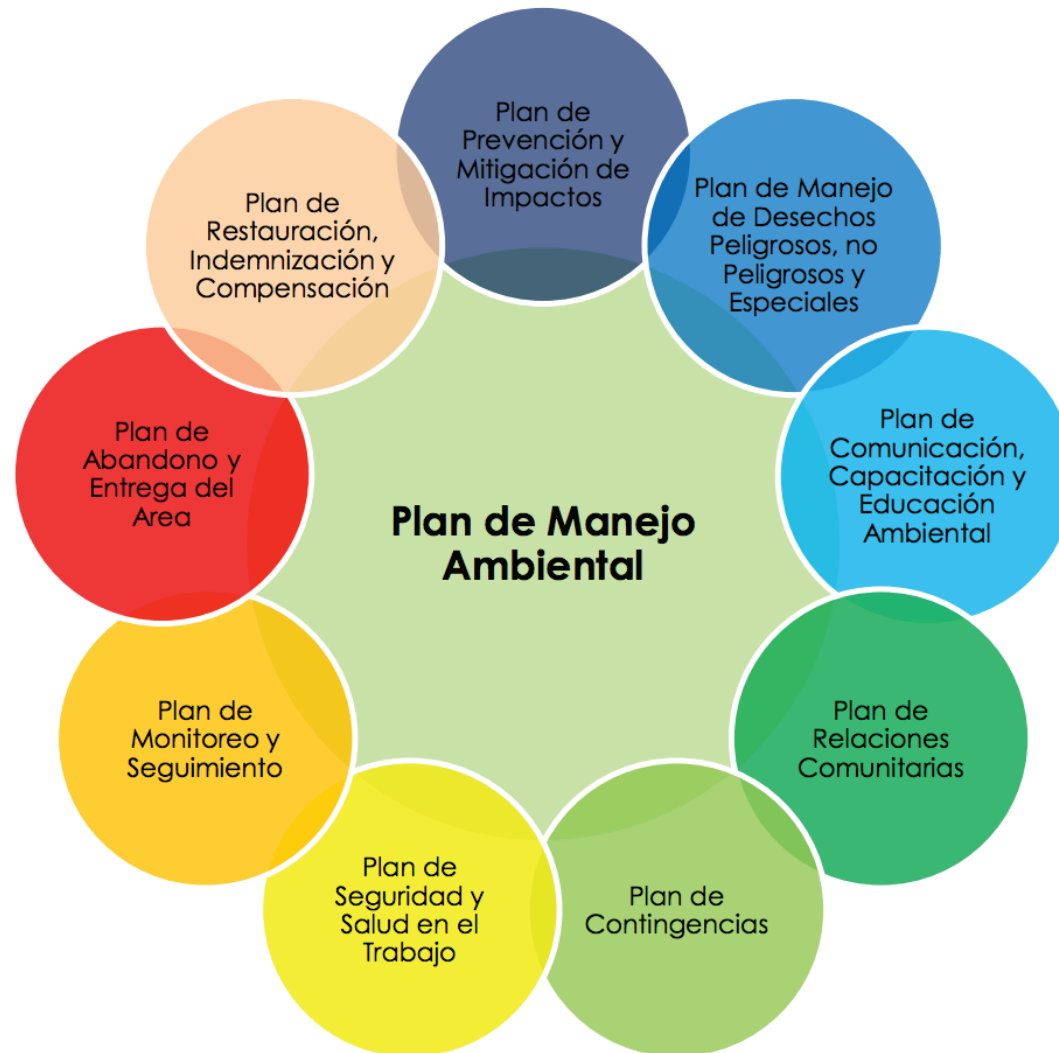 Plan de
Prevención y
Mitigación de
Impactos
Plan de Manejo
de Desechos
Peligrosos, no
Peligrosos y
Especiales
Plan de
Comunicación,
Capacitación y
Educación
Ambiental
Plan de
Relaciones
Comunitarias
Plan de
Contingencias
Plan de
Seguridad y
Salud en el
Trabajo
Plan de
Monitoreo y
Seguimiento
Plan de
Abandono y
Entrega del
Area
Plan de
Restauración,
Indemnización y
Compensación
Plan de Manejo
Ambiental